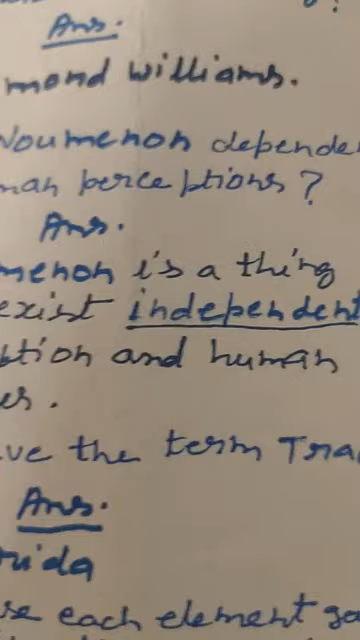 Ans.
mond Williams.
Noumenon depende
man perceptions?
Ans.
menon is a thing
exist independent
ption and human
es.
ve the term Tra
Ans.
rida
se each element go